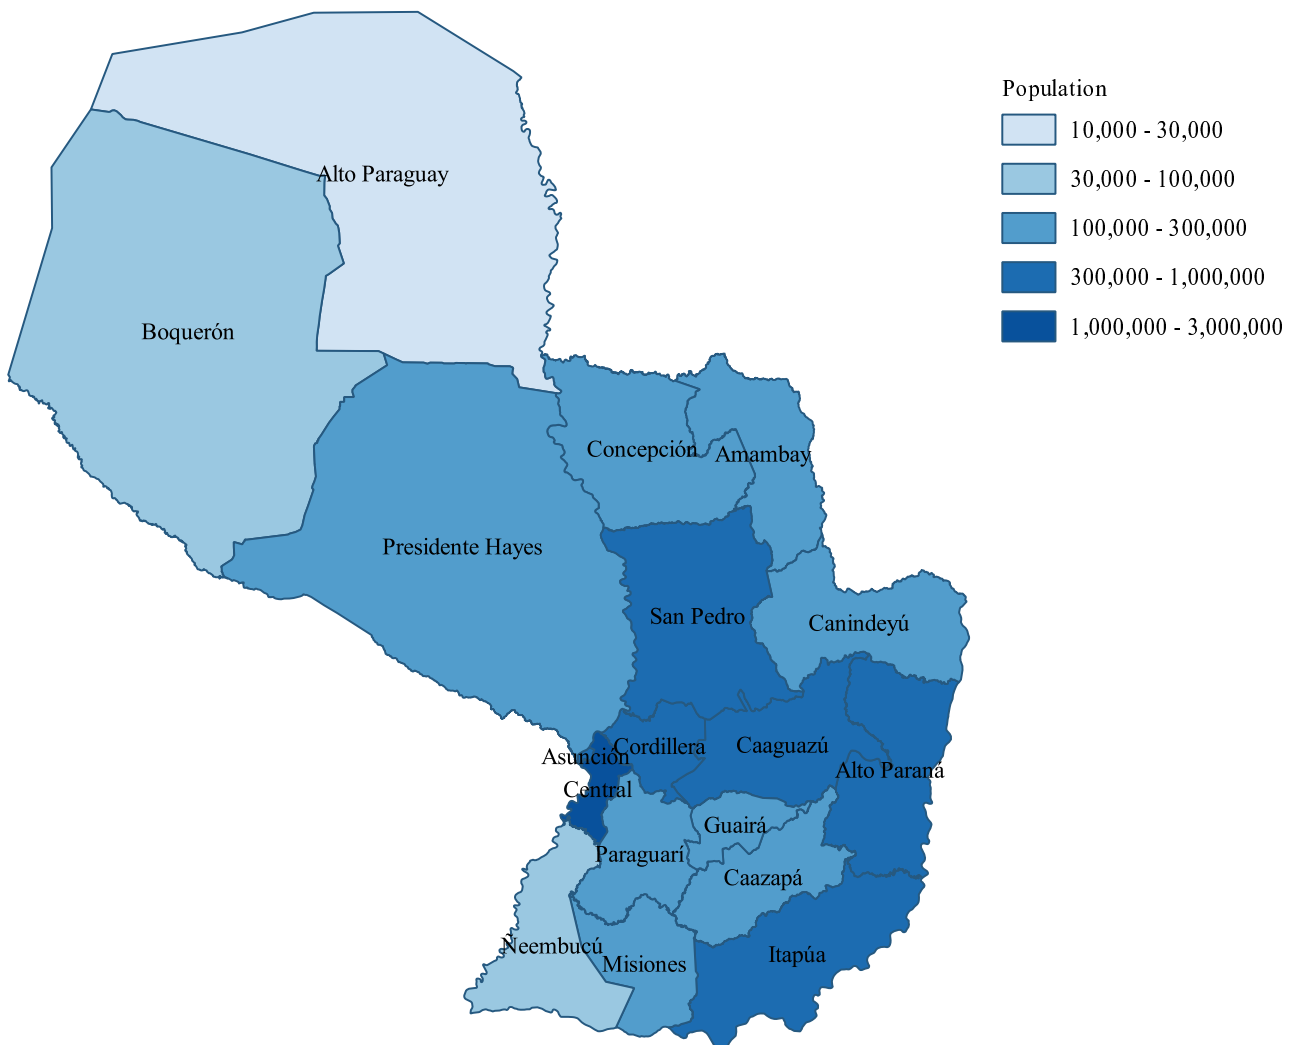 Population
10,000 - 30,000
30,000 - 100,000
100,000 - 300,000
300,000 - 1,000,000
1,000,000 - 3,000,000
Alto Paraguay
Boquerón
Concepción
Amambay
Presidente Hayes
San Pedro
Canindeyú
Asunción
Cordillera
Caaguazú
Alto Paraná
Central
Guairá
Paraguarí
Caazapá
Ñeembucú
Misiones
Itapúa